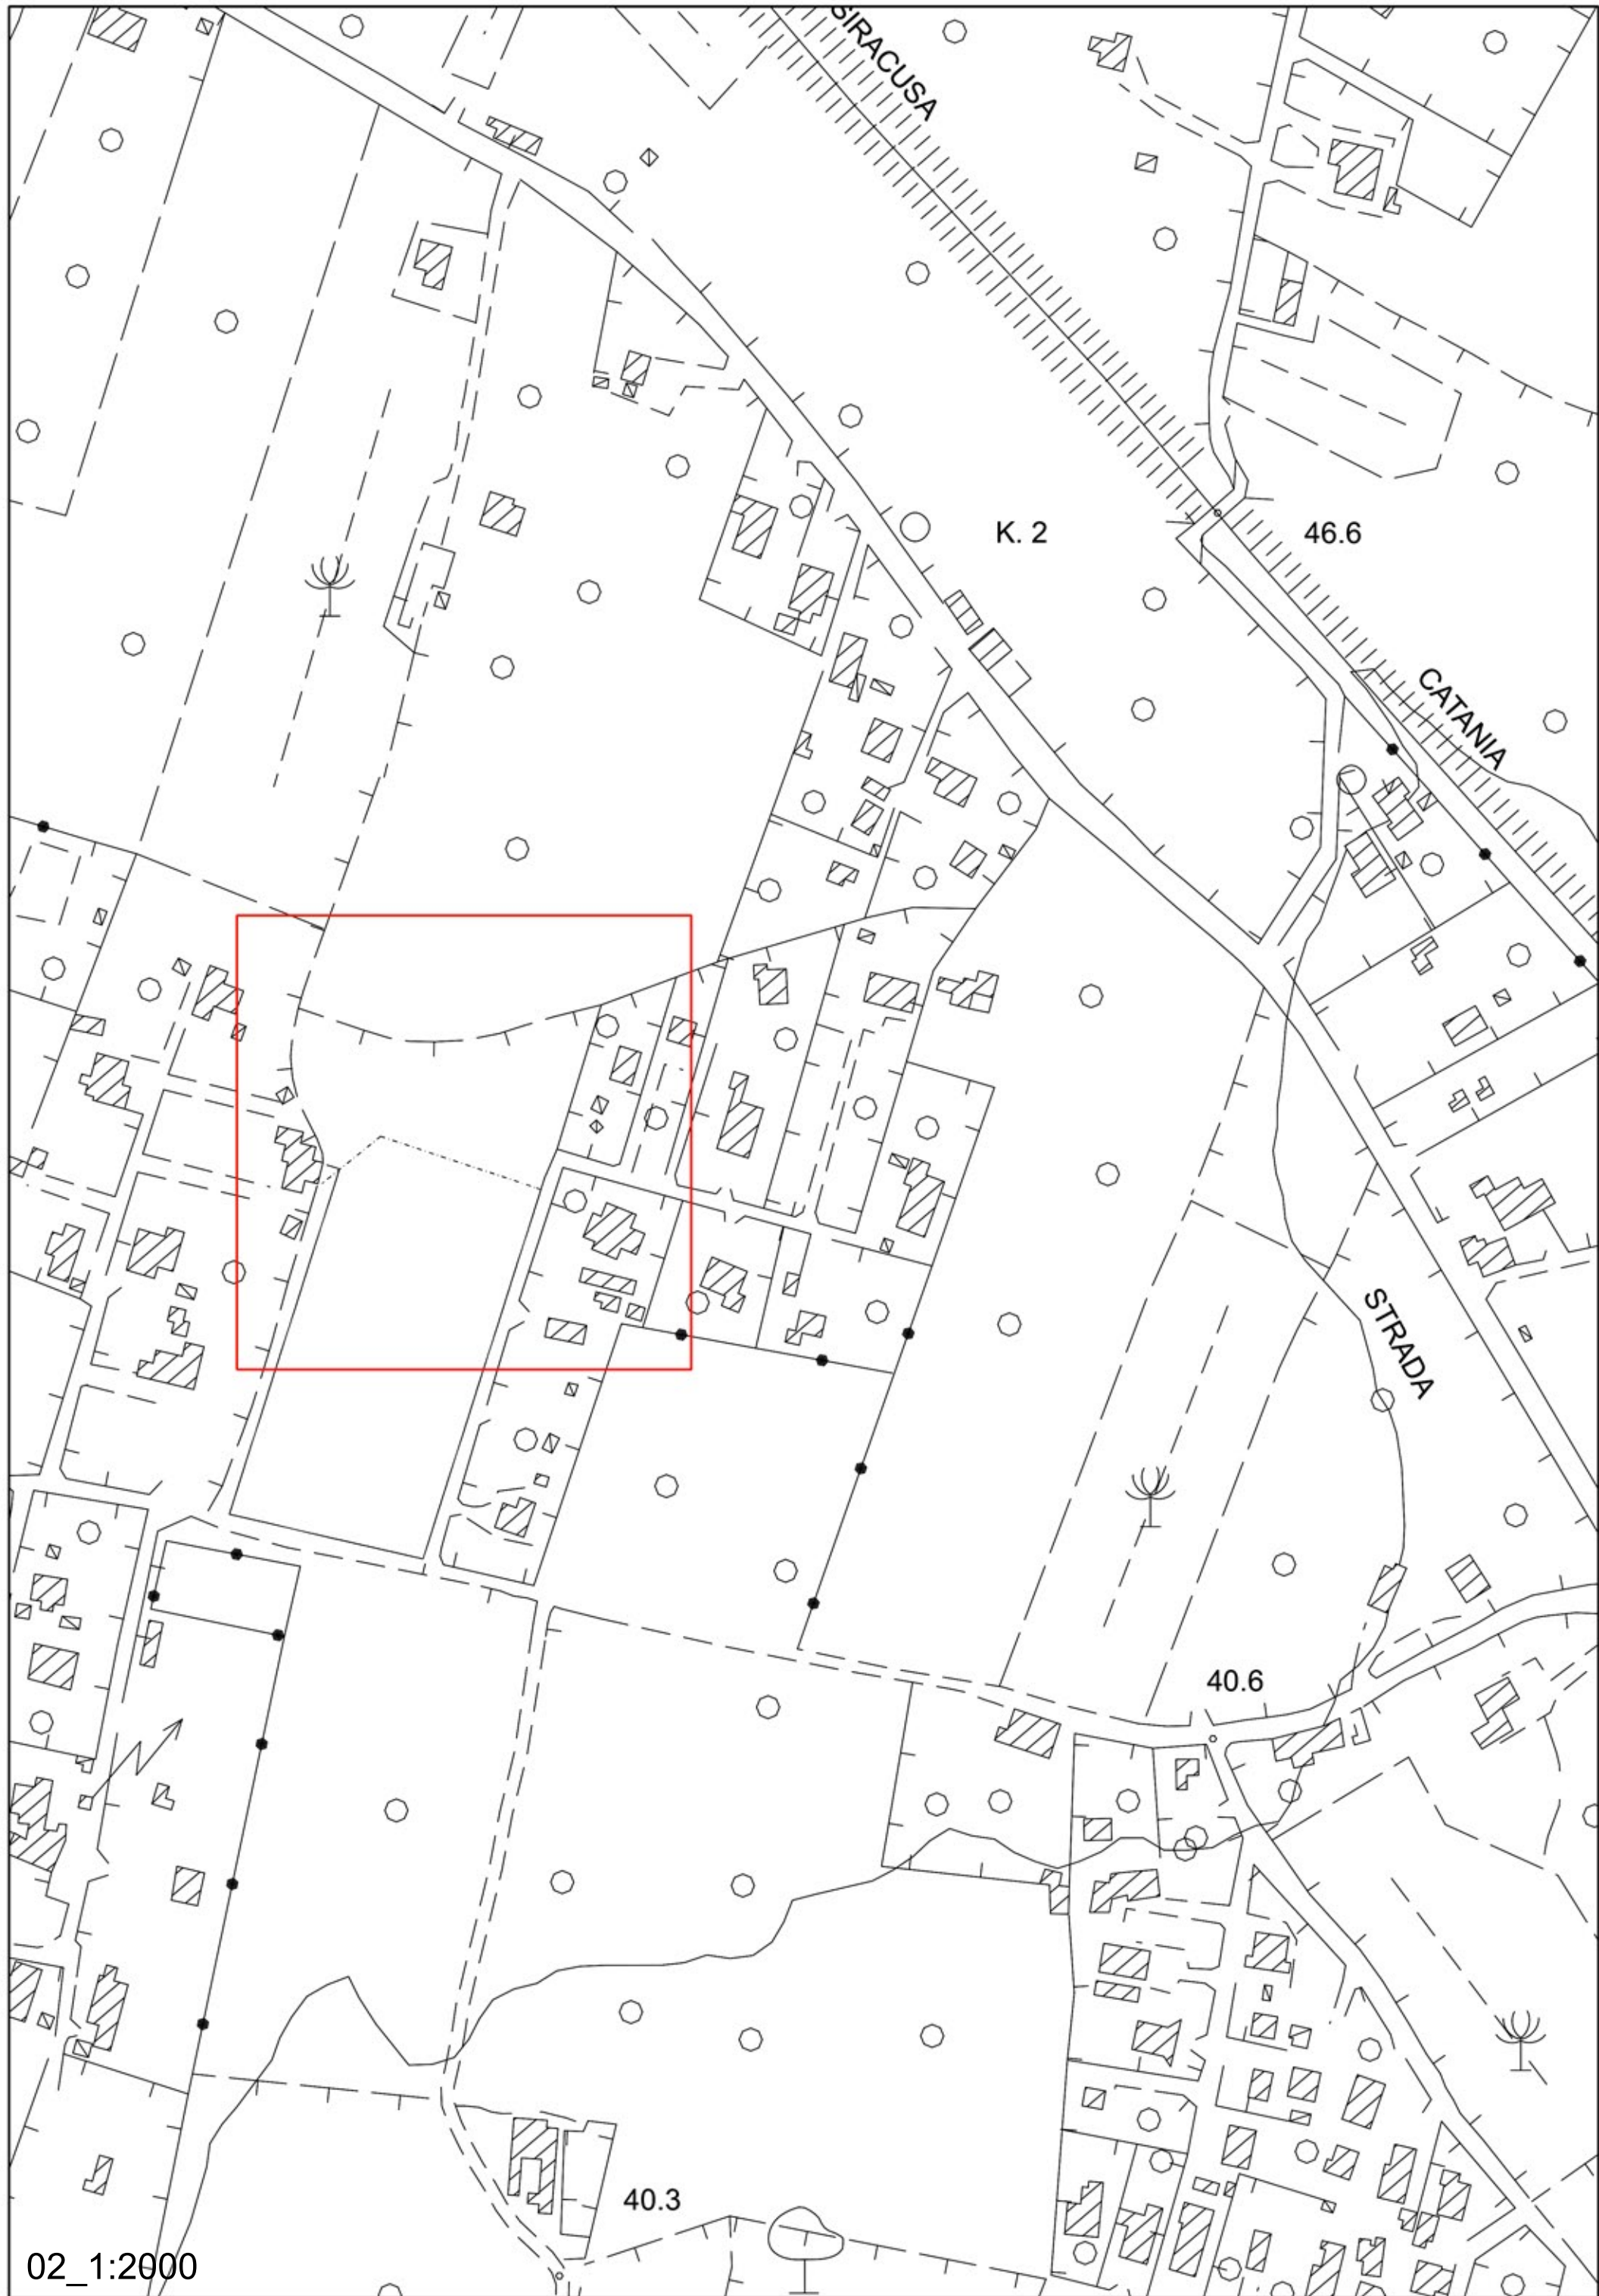 SIRACUSA
K. 2
46.6
CATANIA
STRADA
40.6
40.3
02_1:2000